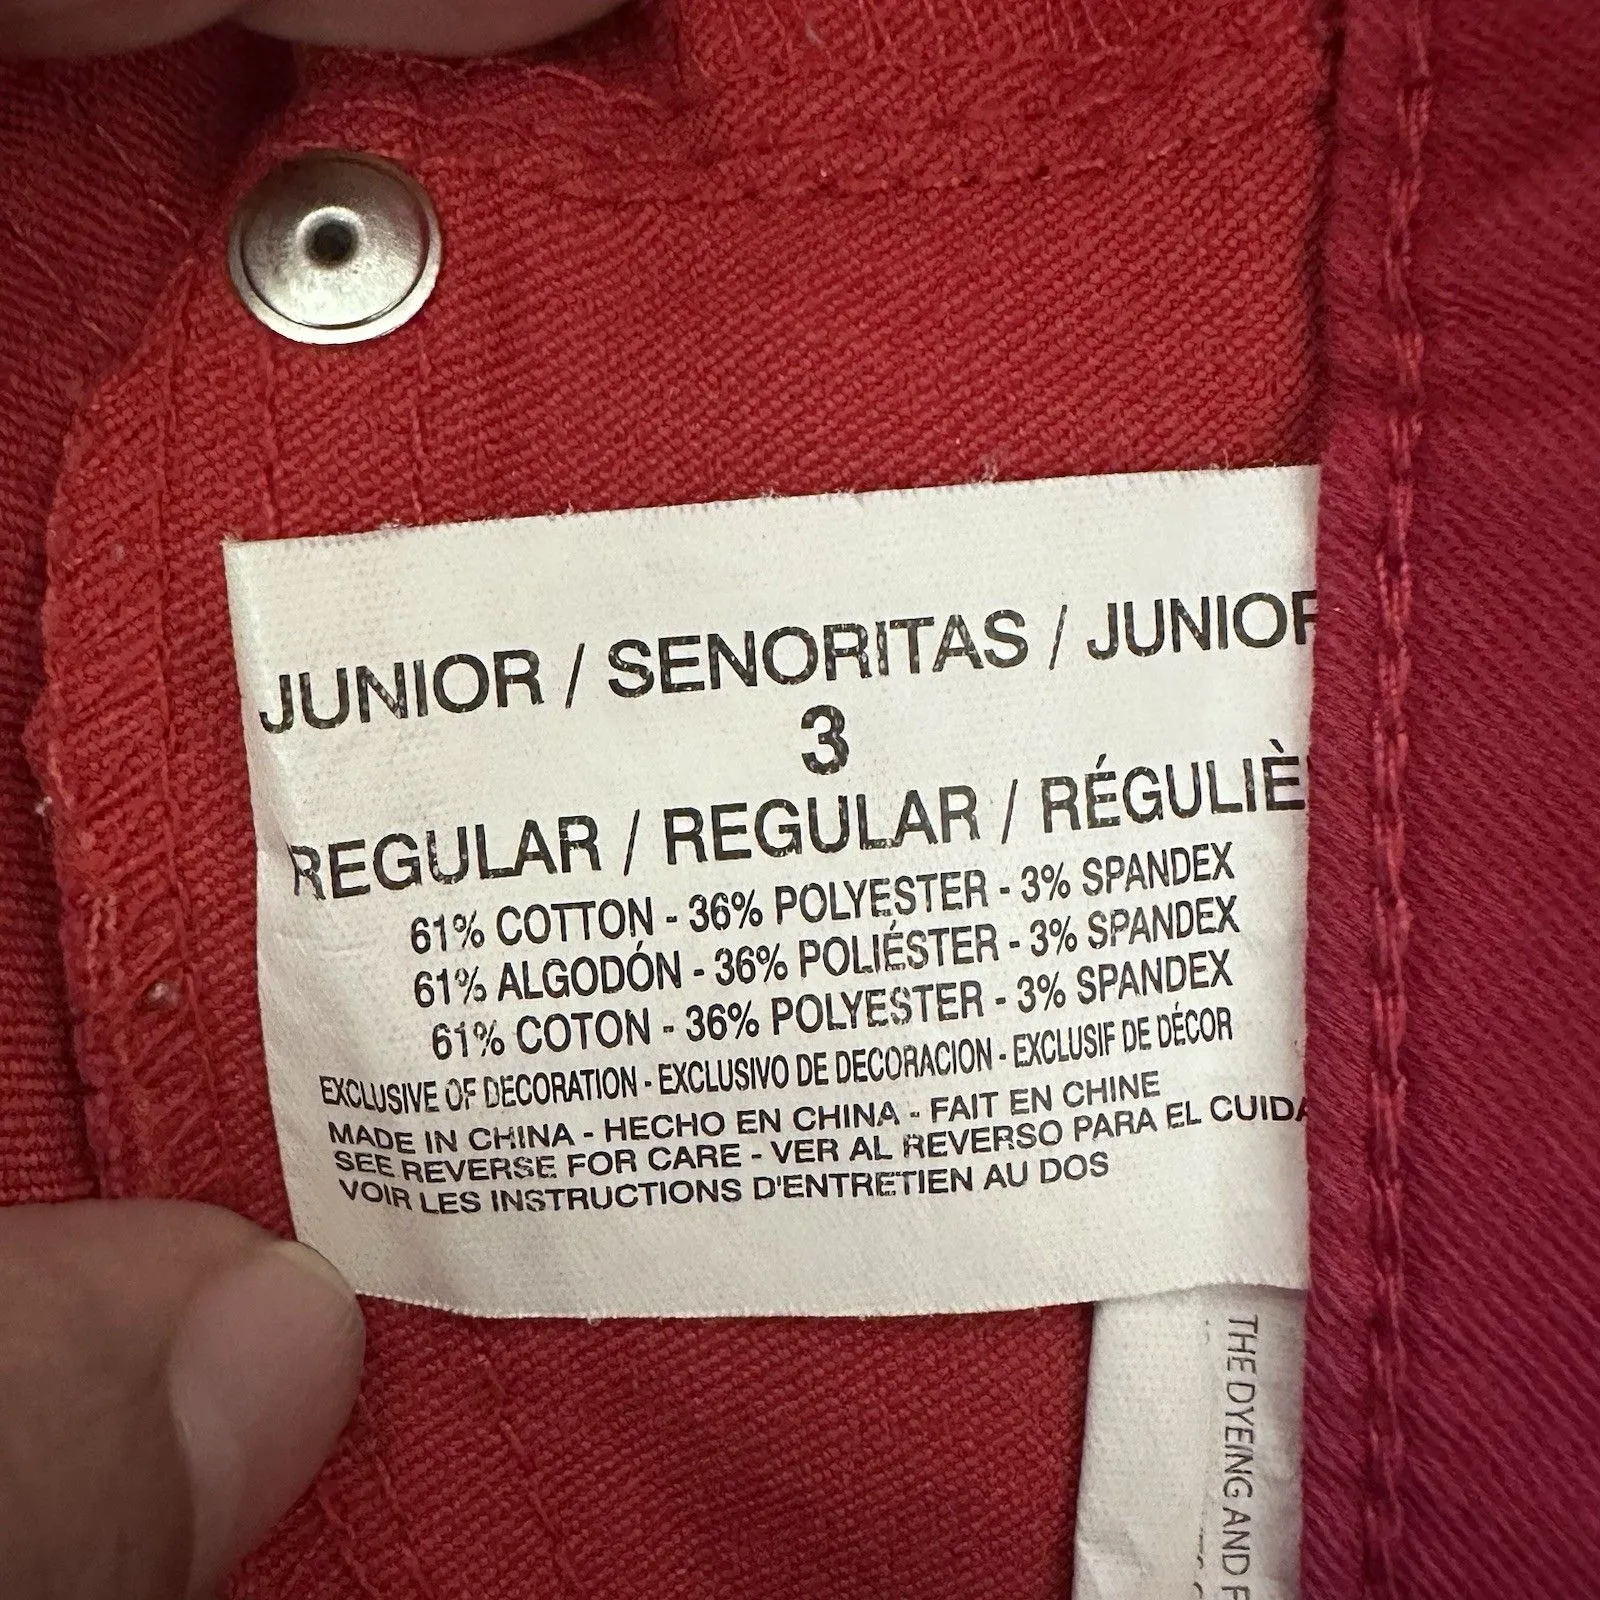 JUNIOR / SENORITAS / JUNIOR
3
REGULAR / REGULAR / RÉGULIÈ
61% COTTON - 36% POLYESTER - 3% SPANDEX
61% ALGODÓN - 36% POLIÉSTER - 3% SPANDEX
61% COTON - 36% POLYESTER - 3% SPANDEX
EXCLUSIVE OF DECORATION - EXCLUSIVO DE DECORACION - EXCLUSIF DE DÉCOR
MADE IN CHINA - HECHO EN CHINA - FAIT EN CHINE
SEE REVERSE FOR CARE - VER AL REVERSO PARA EL CUIDA
VOIR LES INSTRUCTIONS D'ENTRETIEN AU DOS
THE DYEING AND